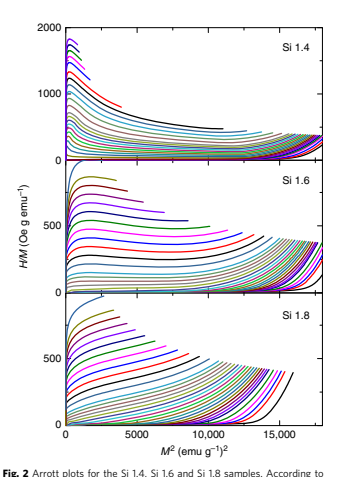 2000
Si 1.4
1000
0
Si 1.6
500
H/M (Oe g emu⁻¹)
0
Si 1.8
500
0
0 5000 10,000 15,000
M² (emu g⁻¹)²
Fig. 2 Arrott plots for the Si 1.4, Si 1.6 and Si 1.8 samples. According to